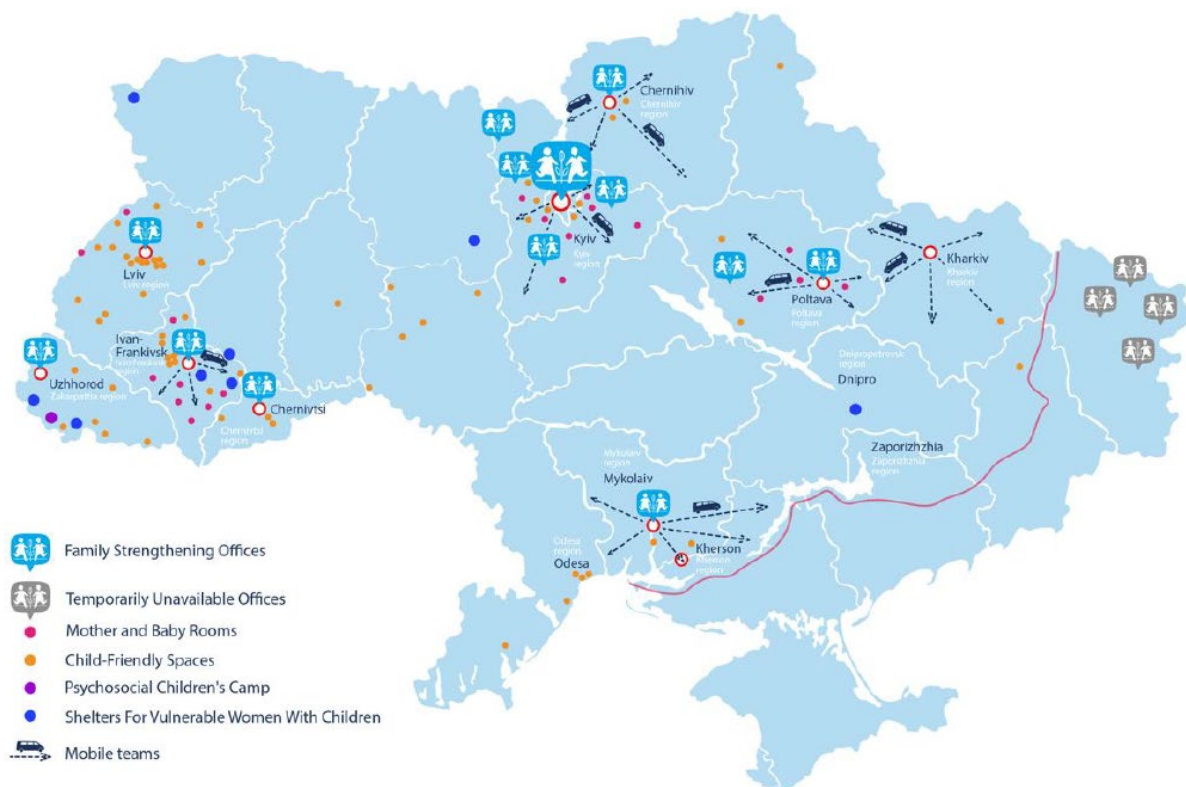 Chernihiv
Chernihiv
region
Kyiv
Kyiv
region
Lviv
Lviv region
Poltava
Poltava
region
Kharkiv
Kharkiv
region
Ivan-
Frankivsk
Uzhhorod
Zakarpattia region
Chernivtsi
Chernivtsi
region
Dnipropetrovsk
region
Dnipro
Zaporizhzhia
Zaporizhzhia
region
Mykolaiv
region
Mykolaiv
Odesa
region
Odesa
Kherson
Kherson
region
Family Strengthening Offices
Temporarily Unavailable Offices
Mother and Baby Rooms
Child-Friendly Spaces
Psychosocial Children's Camp
Shelters For Vulnerable Women With Children
Mobile teams